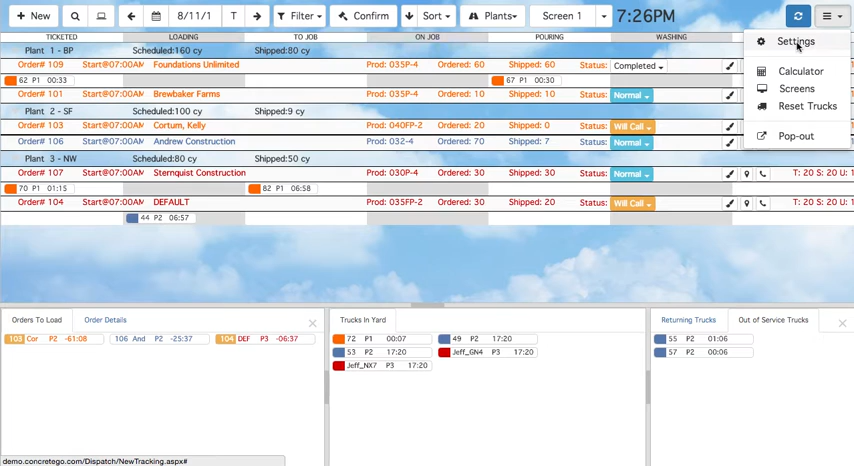 + New 8/11/1 T Filter Confirm Sort Plants Screen 1 7:26PM
Settings
Calculator
Screens
Reset Trucks
Pop-out
TICKETED LOADING TO JOB ON JOB POURING WASHING
Plant 1 - BP Scheduled:160 cy Shipped:80 cy
Order# 109 Start@07:00AM Foundations Unlimited Prod: 035P-4 Ordered: 60 Shipped: 60 Status: Completed
62 P1 00:33 67 P1 00:30
Order# 101 Start@07:00AM Brewbaker Farms Prod: 035P-4 Ordered: 10 Shipped: 10 Status: Normal
Plant 2 - SF Scheduled:100 cy Shipped:9 cy
Order# 103 Start@07:00AM Cortum, Kelly Prod: 040FP-2 Ordered: 20 Shipped: 0 Status: Will Call
Order# 106 Start@07:00AM Andrew Construction Prod: 032-4 Ordered: 70 Shipped: 7 Status: Normal
Plant 3 - NW Scheduled:80 cy Shipped:50 cy
Order# 107 Start@07:00AM Sternquist Construction Prod: 030P-4 Ordered: 30 Shipped: 30 Status: Normal T: 20 S: 20 U: 1
70 P1 01:15 82 P1 06:58
Order# 104 Start@07:00AM DEFAULT Prod: 035FP-2 Ordered: 30 Shipped: 20 Status: Will Call T: 20 S: 20 U: 1
44 P2 06:57
Orders To Load Order Details Trucks In Yard Returning Trucks Out of Service Trucks
103 Cor P2 -61:08 106 And P2 -25:37 104 DEF P3 -06:37 72 P1 00:07 49 P2 17:20 55 P2 01:06
53 P2 17:20 Jeff_GN4 P3 17:20 57 P2 00:06
Jeff_NX7 P3 17:20
demo.concretego.com/Dispatch/NewTracking.aspx#